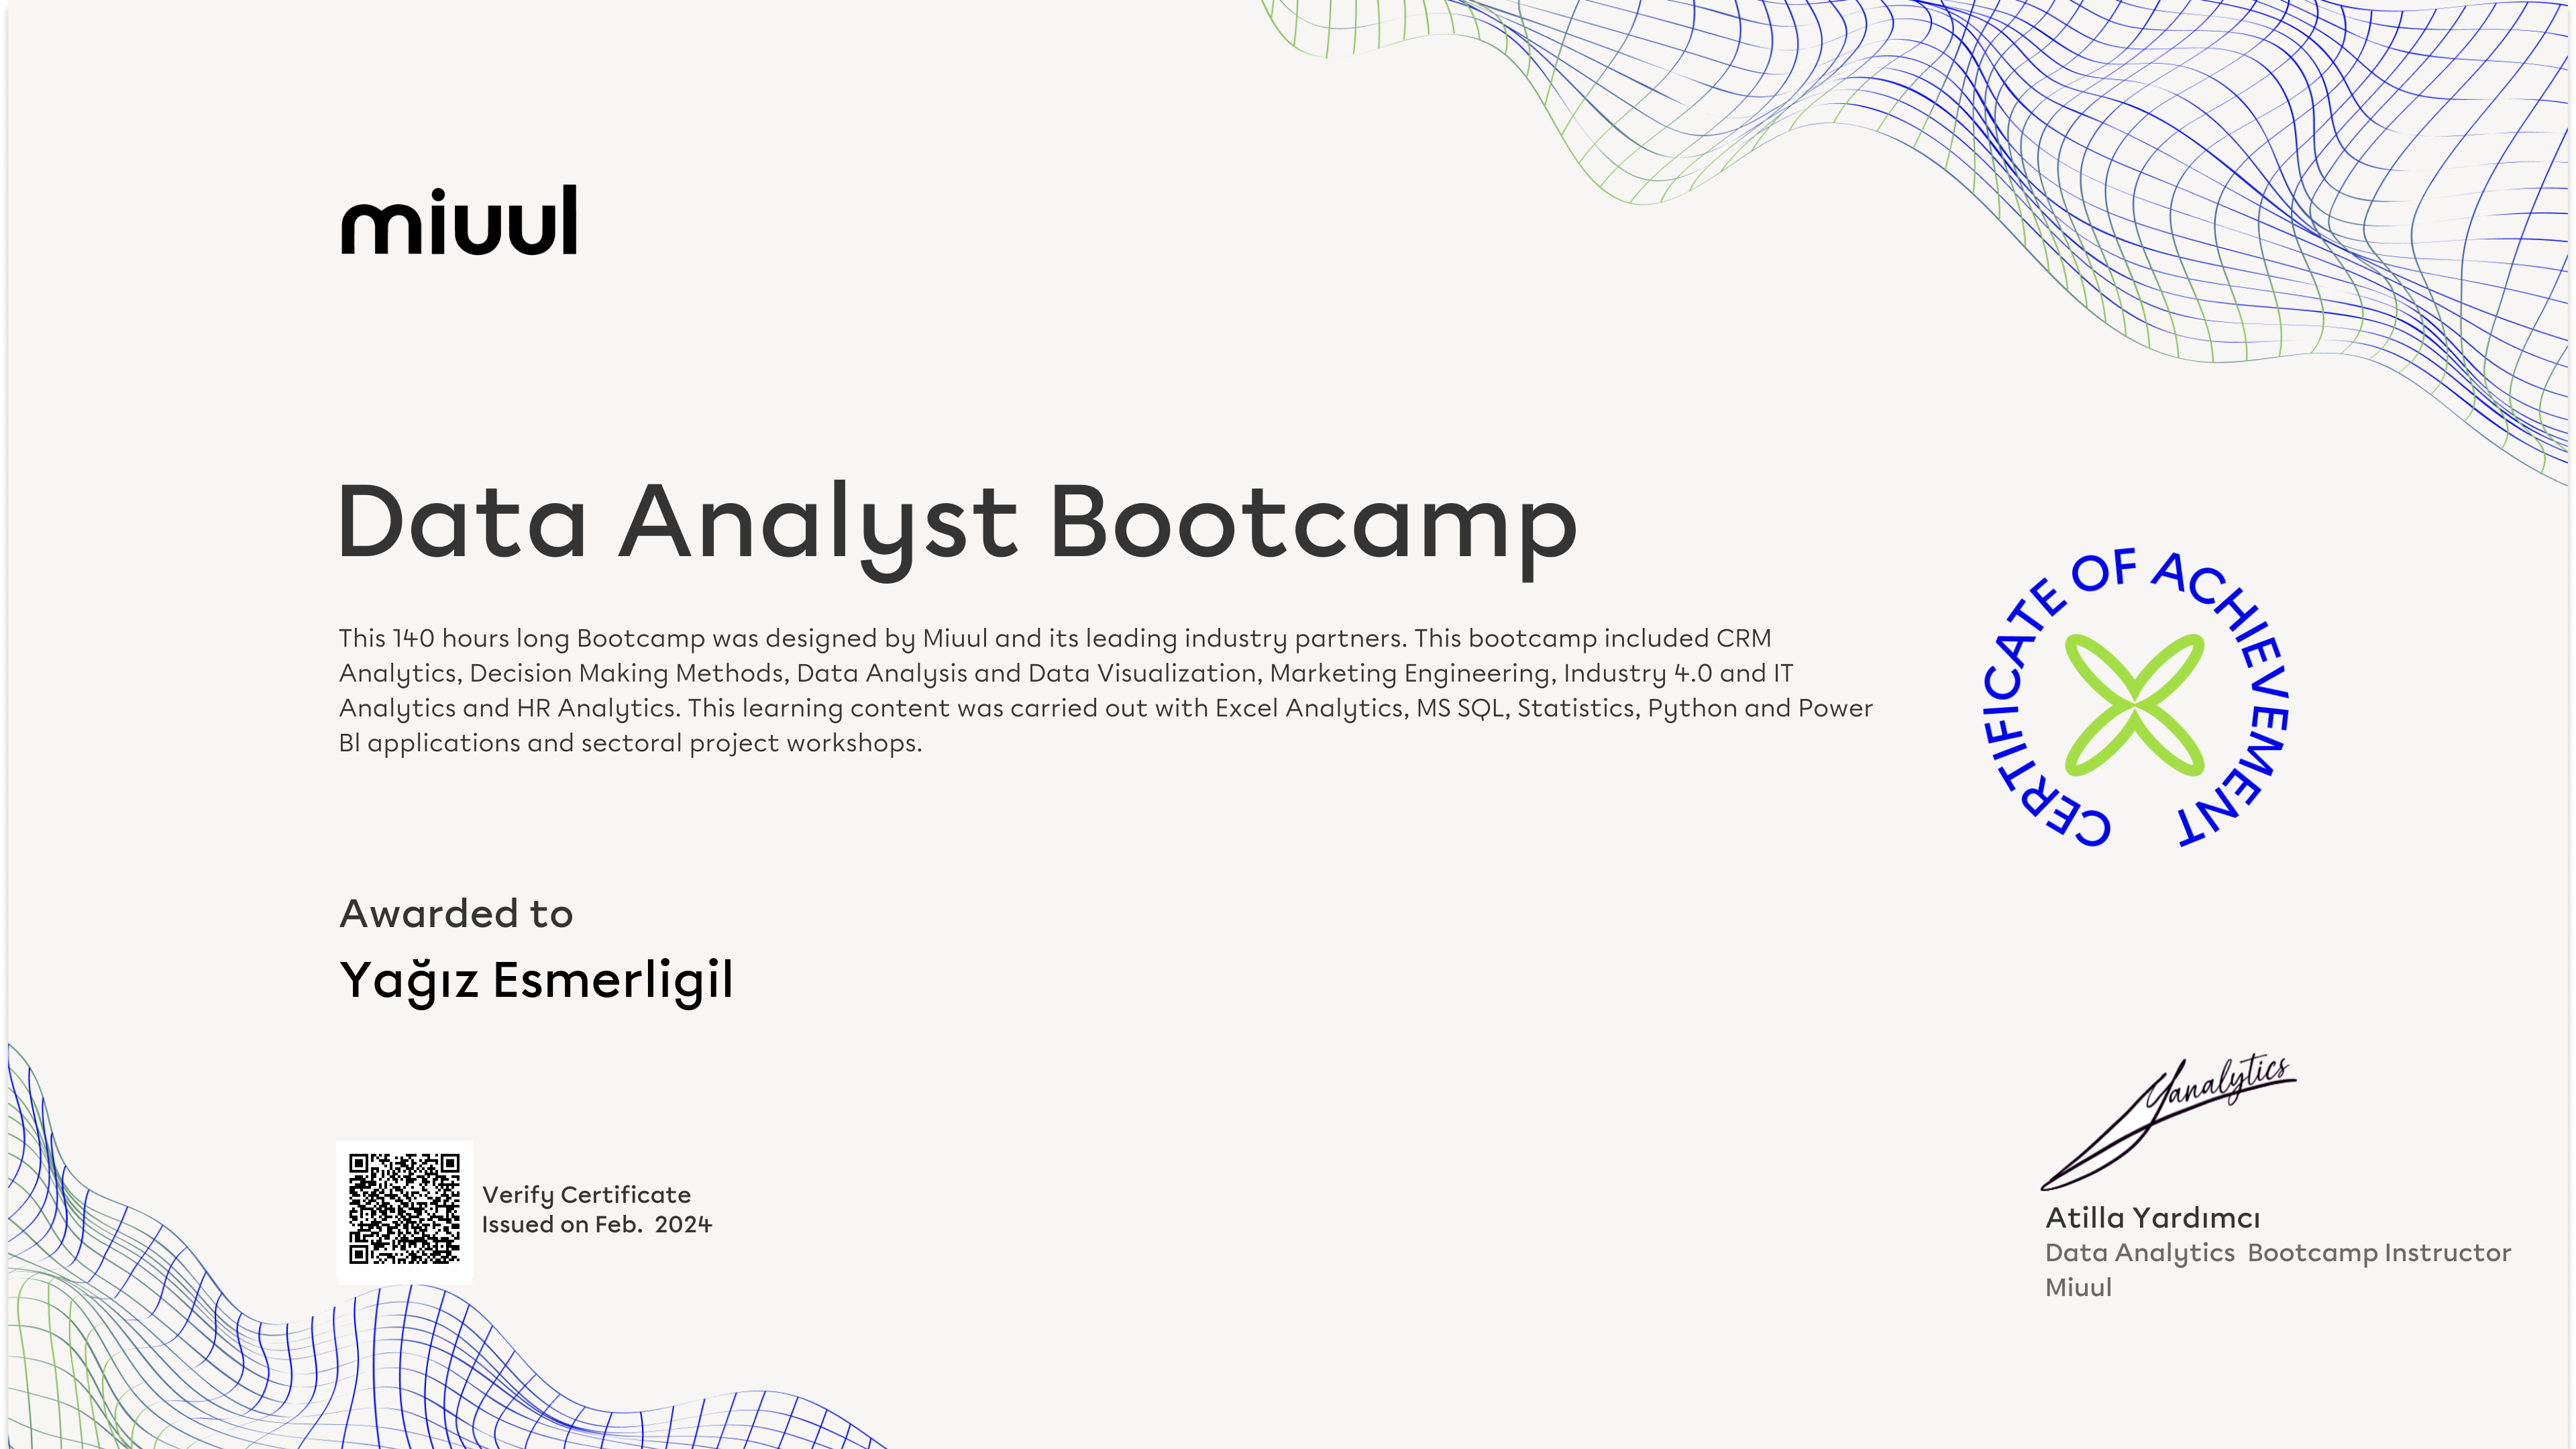 miuul
Data Analyst Bootcamp
This 140 hours long Bootcamp was designed by Miuul and its leading industry partners. This bootcamp included CRM
Analytics, Decision Making Methods, Data Analysis and Data Visualization, Marketing Engineering, Industry 4.0 and IT
Analytics and HR Analytics. This learning content was carried out with Excel Analytics, MS SQL, Statistics, Python and Power
Bl applications and sectoral project workshops.
CERTIFICATE OF ACHIEVEMENT
Awarded to
Yağız Esmerligil
Verify Certificate
Issued on Feb. 2024
Yanalytics
Atilla Yardımcı
Data Analytics Bootcamp Instructor
Miuul